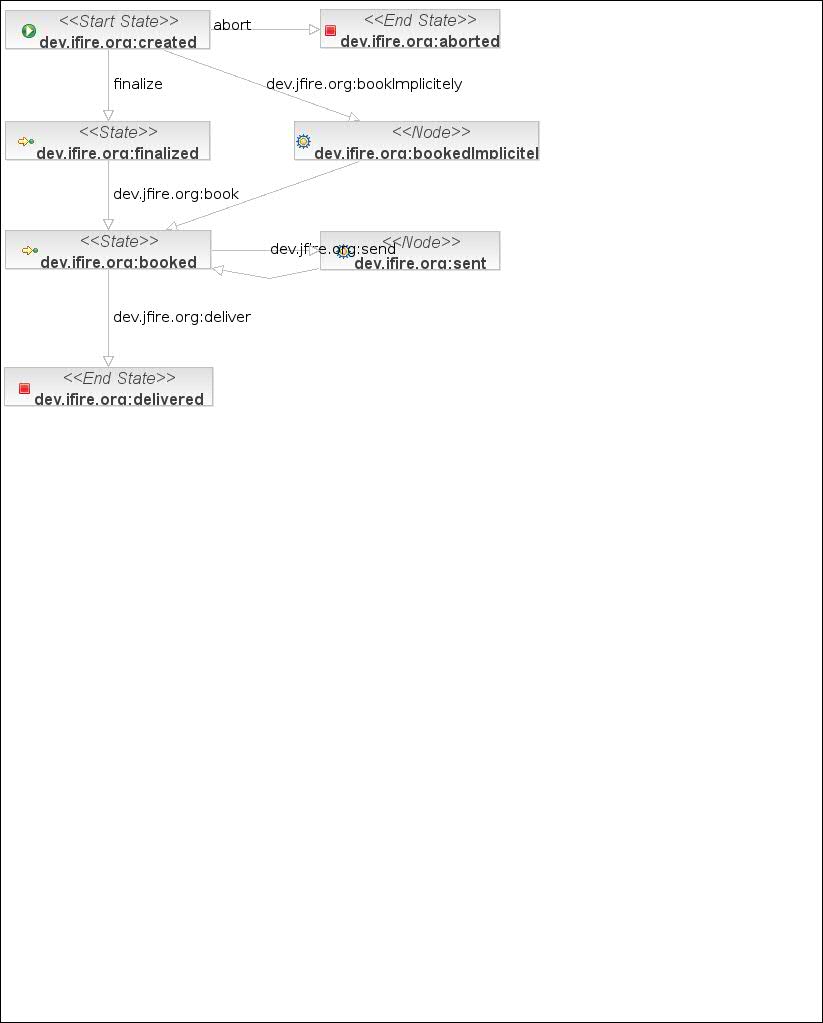 <<Start State>>
dev.jfire.org:created
abort
<<End State>>
dev.jfire.org:aborted
finalize
dev.jfire.org:bookImplicitely
<<State>>
dev.jfire.org:finalized
<<Node>>
dev.jfire.org:bookedImplicitel
dev.jfire.org:book
<<State>>
dev.jfire.org:booked
dev.jfire.org:send
<<Node>>
dev.jfire.org:sent
dev.jfire.org:deliver
<<End State>>
dev.jfire.org:delivered